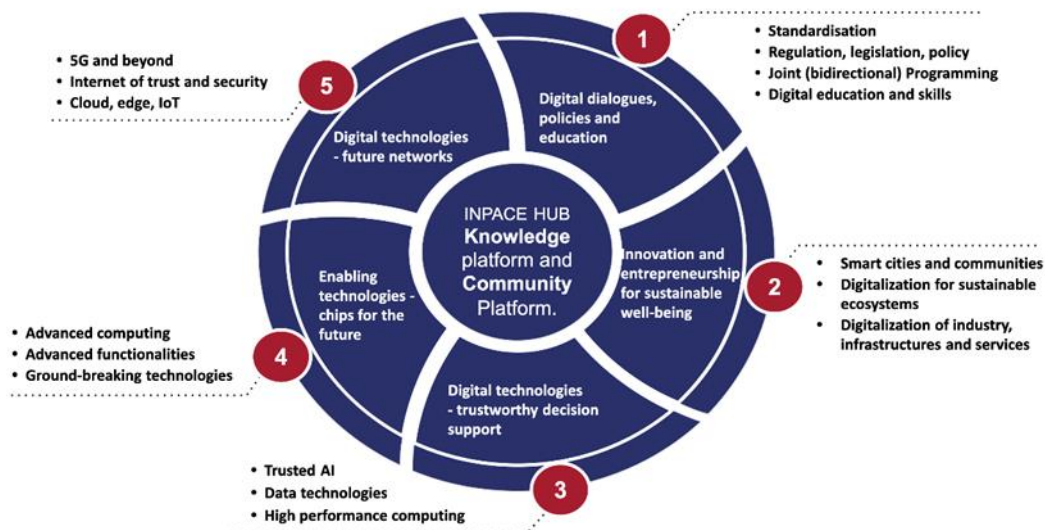 1
• Standardisation
• Regulation, legislation, policy
• Joint (bidirectional) Programming
• Digital education and skills
Digital dialogues,
policies and
education
2
• Smart cities and communities
• Digitalization for sustainable
ecosystems
• Digitalization of industry,
infrastructures and services
Innovation and
entrepreneurship
for sustainable
well-being
3
• Trusted AI
• Data technologies
• High performance computing
Digital technologies
- trustworthy decision
support
4
• Advanced computing
• Advanced functionalities
• Ground-breaking technologies
Enabling
technologies -
chips for the
future
5
• 5G and beyond
• Internet of trust and security
• Cloud, edge, IoT
Digital technologies
- future networks
INPACE HUB
Knowledge
platform and
Community
Platform.